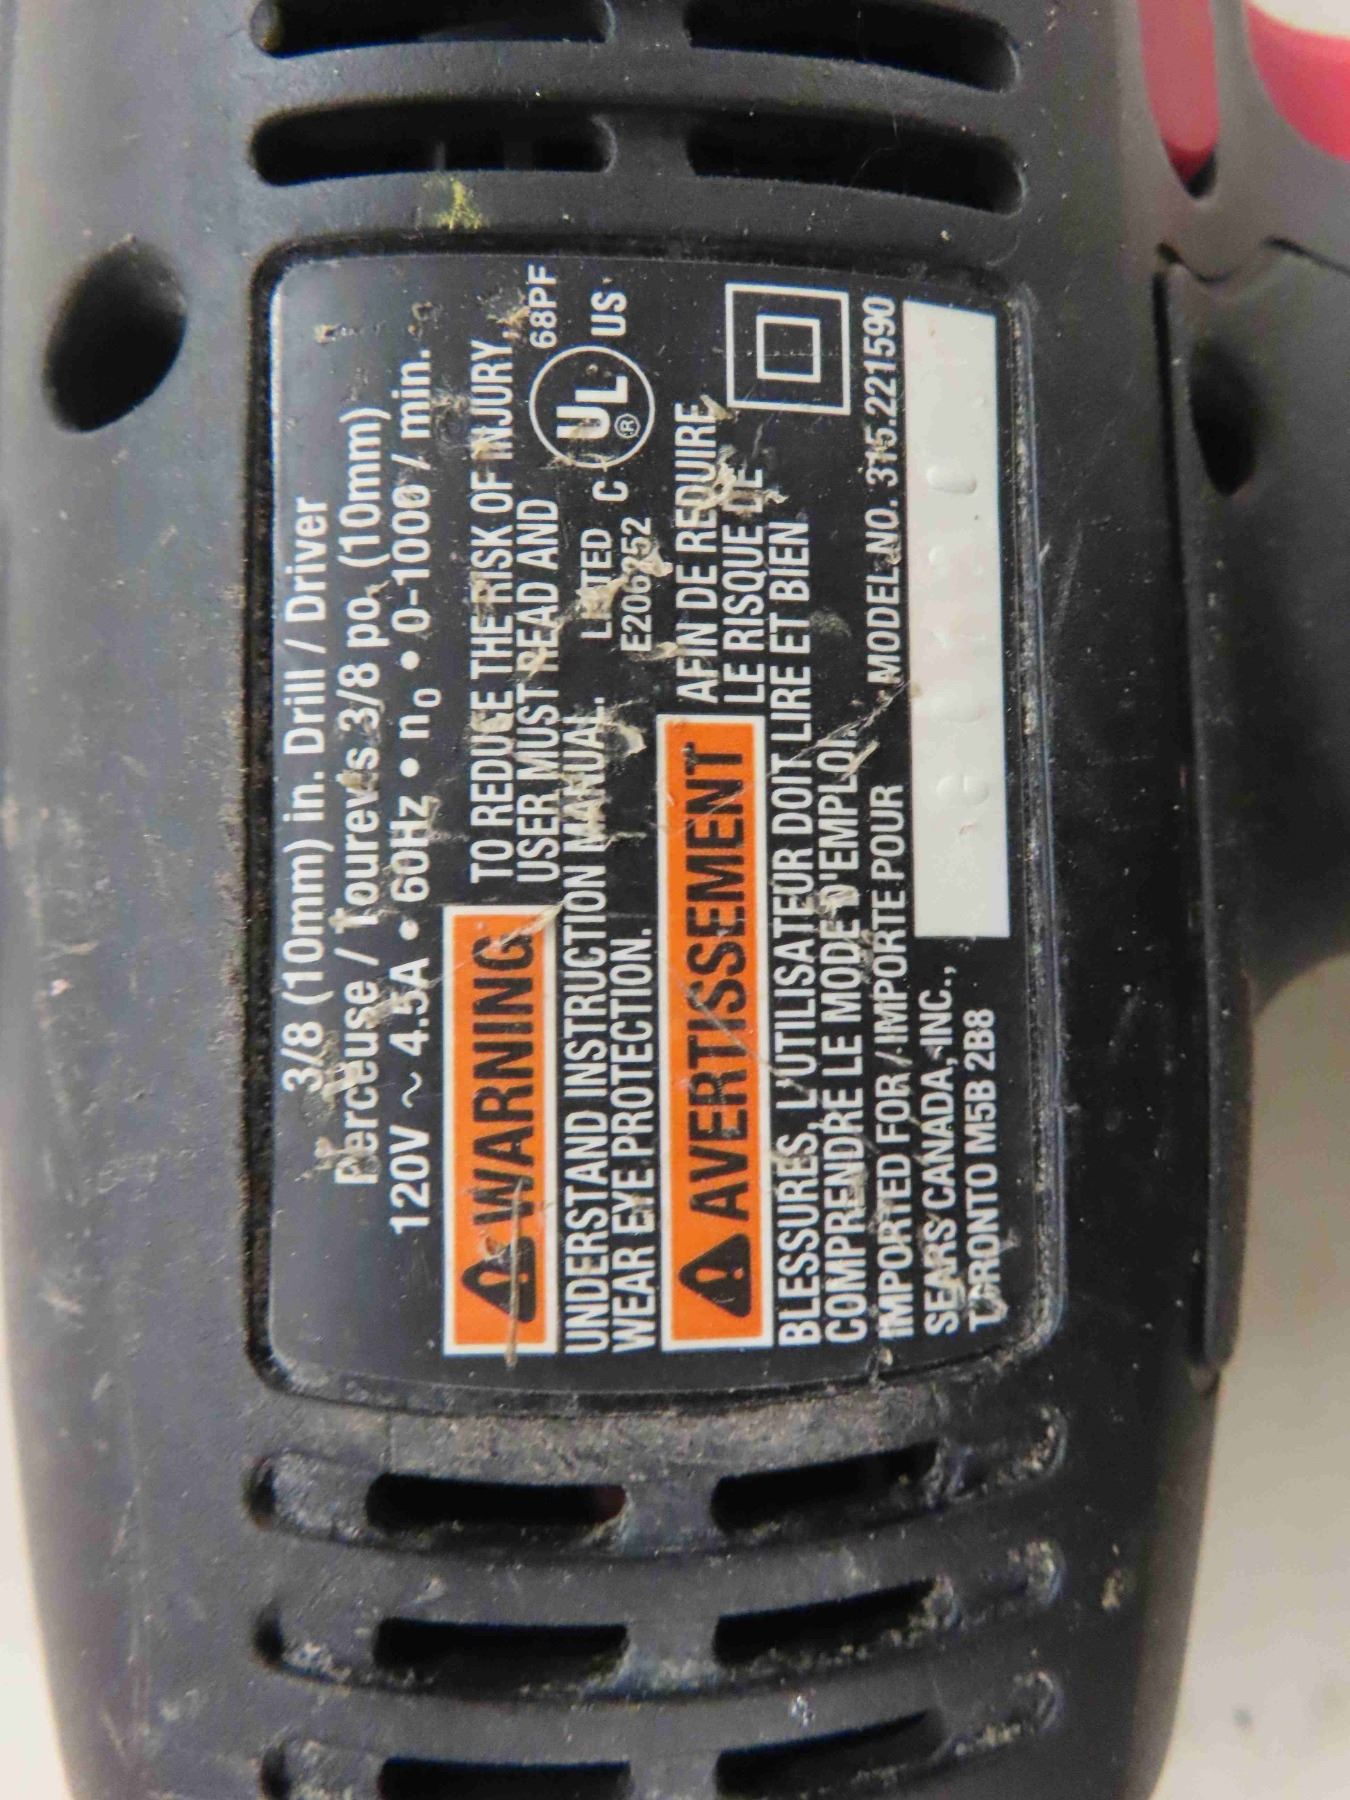 3/8 (10mm) in. Drill / Driver
Perceuse / Tourevis 3/8 po. (10mm)
120V ~ 4.5A • 60Hz • n0 • 0-1000 / min.
WARNING
TO REDUCE THE RISK OF INJURY,
USER MUST READ AND
UNDERSTAND INSTRUCTION MANUAL.
WEAR EYE PROTECTION.
68PF
LISTED C UL ® US
E206252
AVERTISSEMENT
AFIN DE REDUIRE
LE RISQUE DE
BLESSURES, L'UTILISATEUR DOIT LIRE ET BIEN
COMPRENDRE LE MODE D'EMPLOI.
IMPORTED FOR / IMPORTE POUR
SEARS CANADA, INC.,
TORONTO M5B 2B8
MODEL NO. 315.221590